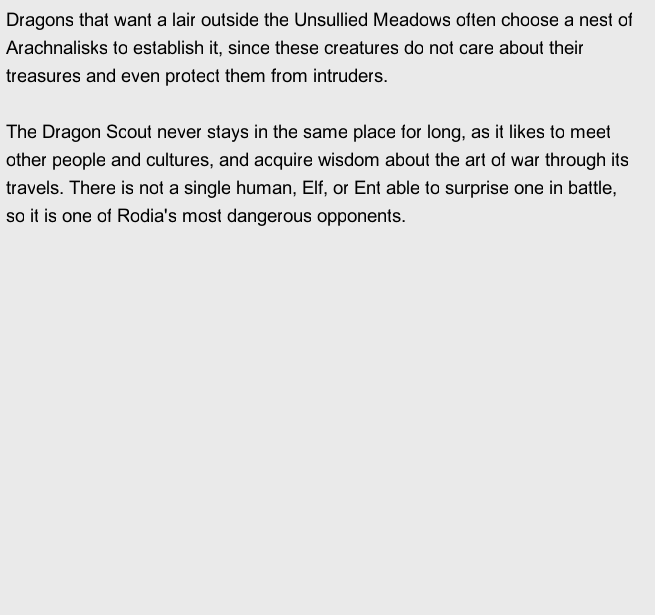 Dragons that want a lair outside the Unsullied Meadows often choose a nest of
Arachnalisks to establish it, since these creatures do not care about their
treasures and even protect them from intruders.

The Dragon Scout never stays in the same place for long, as it likes to meet
other people and cultures, and acquire wisdom about the art of war through its
travels. There is not a single human, Elf, or Ent able to surprise one in battle,
so it is one of Rodia's most dangerous opponents.